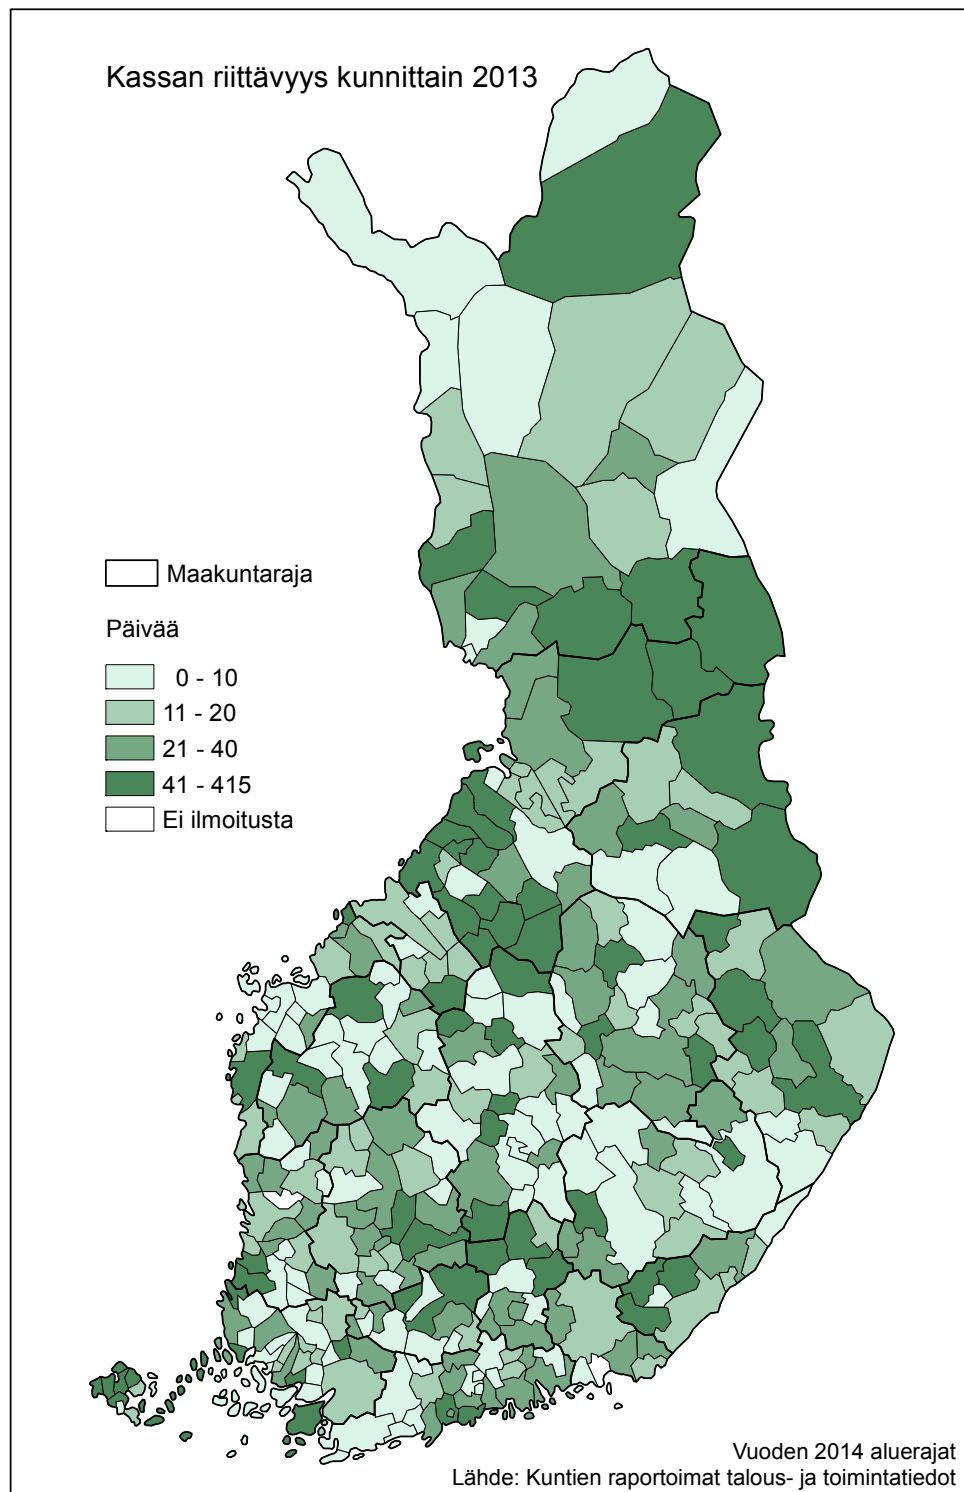 Kassan riittävyys kunnittain 2013
Maakuntaraja
Päivää
0 - 10
11 - 20
21 - 40
41 - 415
Ei ilmoitusta
Vuoden 2014 aluerajat
Lähde: Kuntien raportoimat talous- ja toimintatiedot